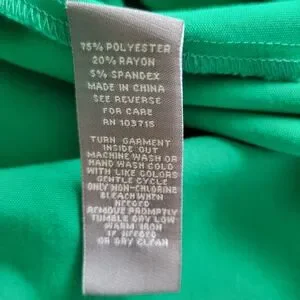 75% POLYESTER
20% RAYON
5% SPANDEX
MADE IN CHINA
SEE REVERSE
FOR CARE
RN 103715
TURN GARMENT
INSIDE OUT
MACHINE WASH OR
HAND WASH COLD
WITH LIKE COLORS
GENTLE CYCLE
ONLY NON-CHLORINE
BLEACH WHEN
NEEDED
REMOVE PROMPTLY
TUMBLE DRY LOW
WARM IRON
IF NEEDED
OR DRY CLEAN